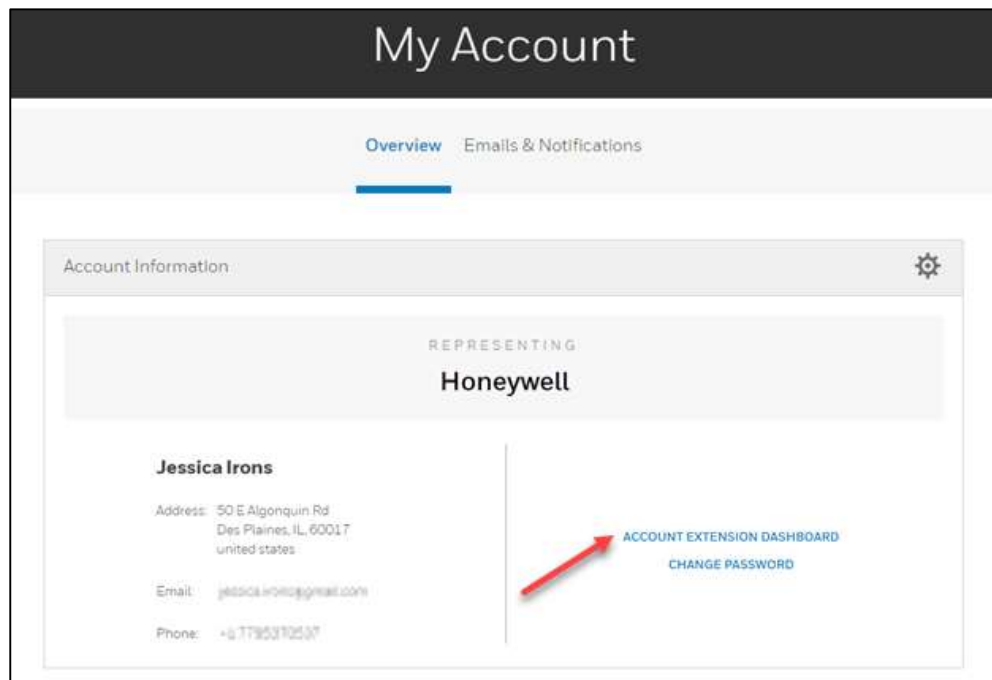 My Account
Overview Emails & Notifications
Account Information
REPRESENTING
Honeywell
Jessica Irons
Address: 50 E Algonquin Rd
Des Plaines, IL, 60017
united states
ACCOUNT EXTENSION DASHBOARD
CHANGE PASSWORD
Email:
Phone: